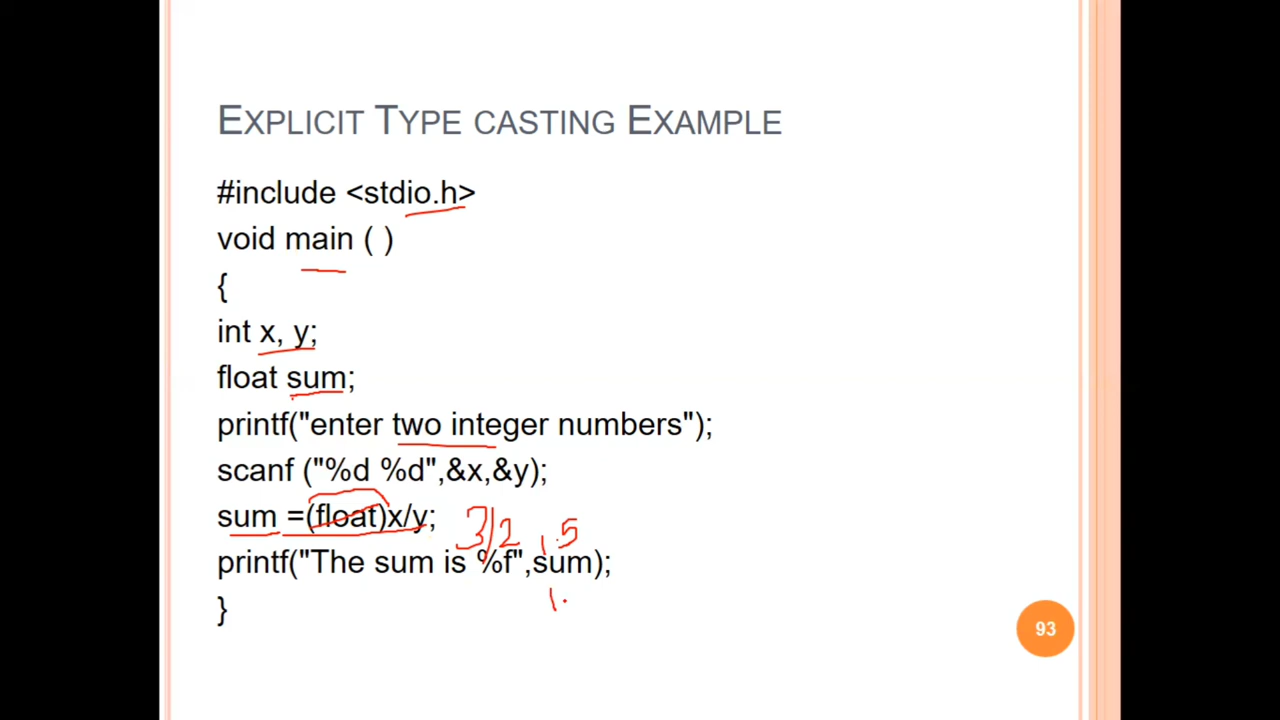 EXPLICIT TYPE CASTING EXAMPLE
#include <stdio.h>
void main ( )
{
int x, y;
float sum;
printf("enter two integer numbers");
scanf ("%d %d",&x,&y);
sum =(float)x/y;
3/2 1.5
printf("The sum is %f",sum);
1.
}
93